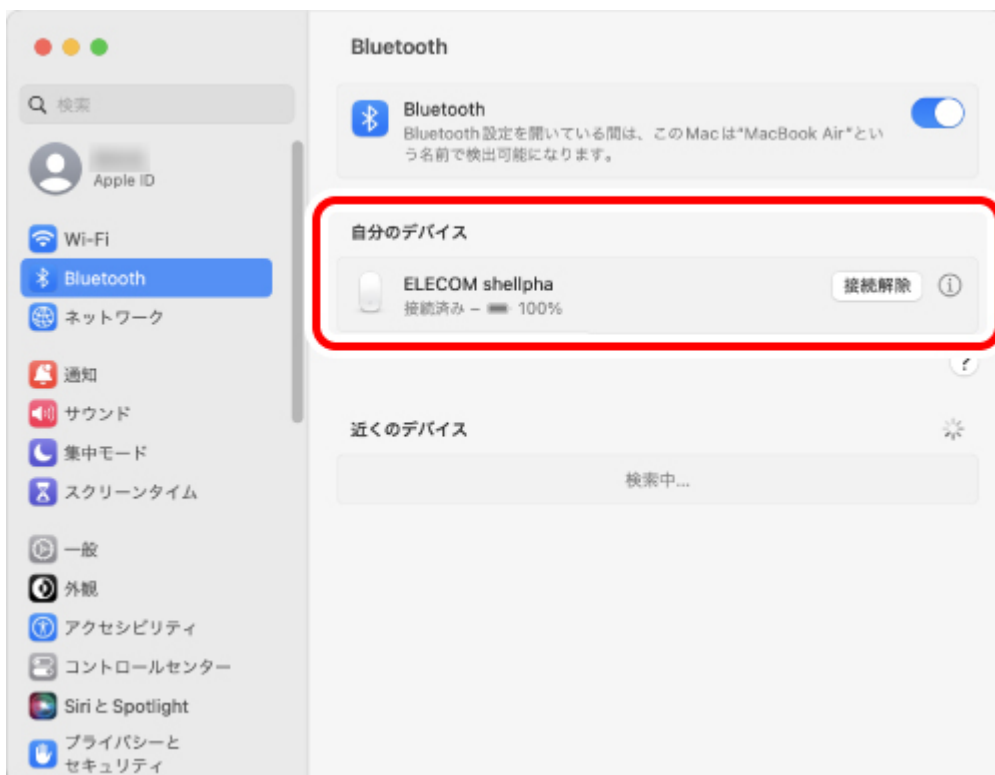 Bluetooth
検索
Apple ID
Wi-Fi
Bluetooth
ネットワーク
通知
サウンド
集中モード
スクリーンタイム
一般
外観
アクセシビリティ
コントロールセンター
Siri と Spotlight
プライバシーと
セキュリティ
Bluetooth
Bluetooth 設定を開いている間は、この Mac は“MacBook Air”とい
う名前で検出可能になります。
自分のデバイス
ELECOM shellpha
接続解除
接続済み – 100%
?
近くのデバイス
検索中...